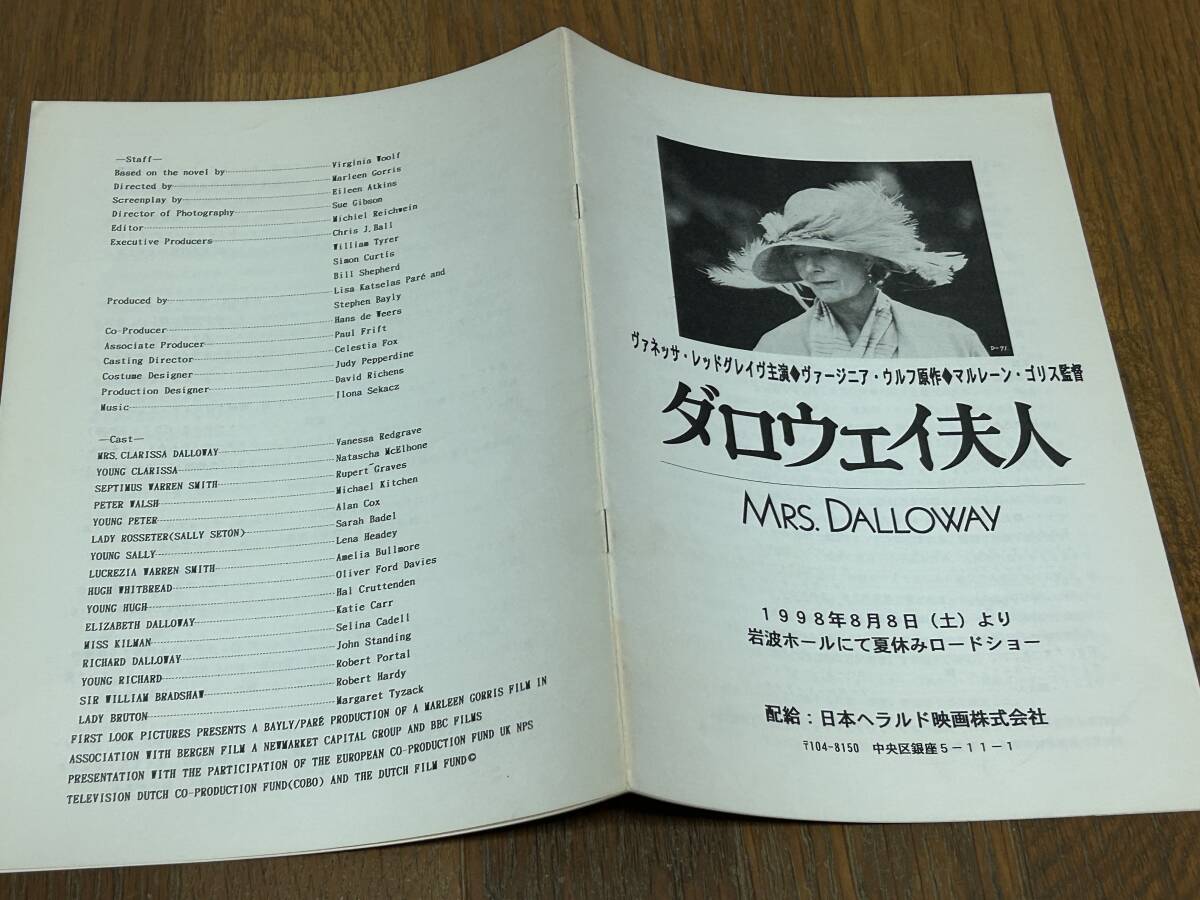 —Staff—
Based on the novel by Virginia Woolf
Directed by Marleen Gorris
Screenplay by Eileen Atkins
Director of Photography Sue Gibson
Editor Michiel Reichwein
Executive Producers Chris J.Ball
William Tyrer
Simon Curtis
Bill Shepherd
Produced by Lisa Katselas Paré and
Stephen Bayly
Co-Producer Hans de Weers
Associate Producer Paul Frift
Casting Director Celestia Fox
Costume Designer Judy Pepperdine
Production Designer David Richens
Music Ilona Sekacz
—Cast—
MRS. CLARISSA DALLOWAY Vanessa Redgrave
YOUNG CLARISSA Natascha McElhone
SEPTIMUS WARREN SMITH Rupert Graves
PETER WALSH Michael Kitchen
YOUNG PETER Alan Cox
LADY ROSSETER(SALLY SETON) Sarah Badel
YOUNG SALLY Lena Headey
LUCREZIA WARREN SMITH Amelia Bullmore
HUGH WHITBREAD Oliver Ford Davies
YOUNG HUGH Hal Cruttenden
ELIZABETH DALLOWAY Katie Carr
MISS KILMAN Selina Cadell
RICHARD DALLOWAY John Standing
YOUNG RICHARD Robert Portal
SIR WILLIAM BRADSHAW Robert Hardy
LADY BRUTON Margaret Tyzack
FIRST LOOK PICTURES PRESENTS A BAYLY/PARÉ PRODUCTION OF A MARLEEN GORRIS FILM IN
ASSOCIATION WITH BERGEN FILM A NEWMARKET CAPITAL GROUP AND BBC FILMS
PRESENTATION WITH THE PARTICIPATION OF THE EUROPEAN CO-PRODUCTION FUND UK NPS
TELEVISION DUTCH CO-PRODUCTION FUND(COBO) AND THE DUTCH FILM FUND©
D-71
ヴァネッサ・レッドグレイヴ主演◆ヴァージニア・ウルフ原作◆マルレーン・ゴリス監督
ダロウェイ夫人
MRS. DALLOWAY
1998年8月8日（土）より
岩波ホールにて夏休みロードショー
配給：日本ヘラルド映画株式会社
〒104-8150 中央区銀座5-11-1